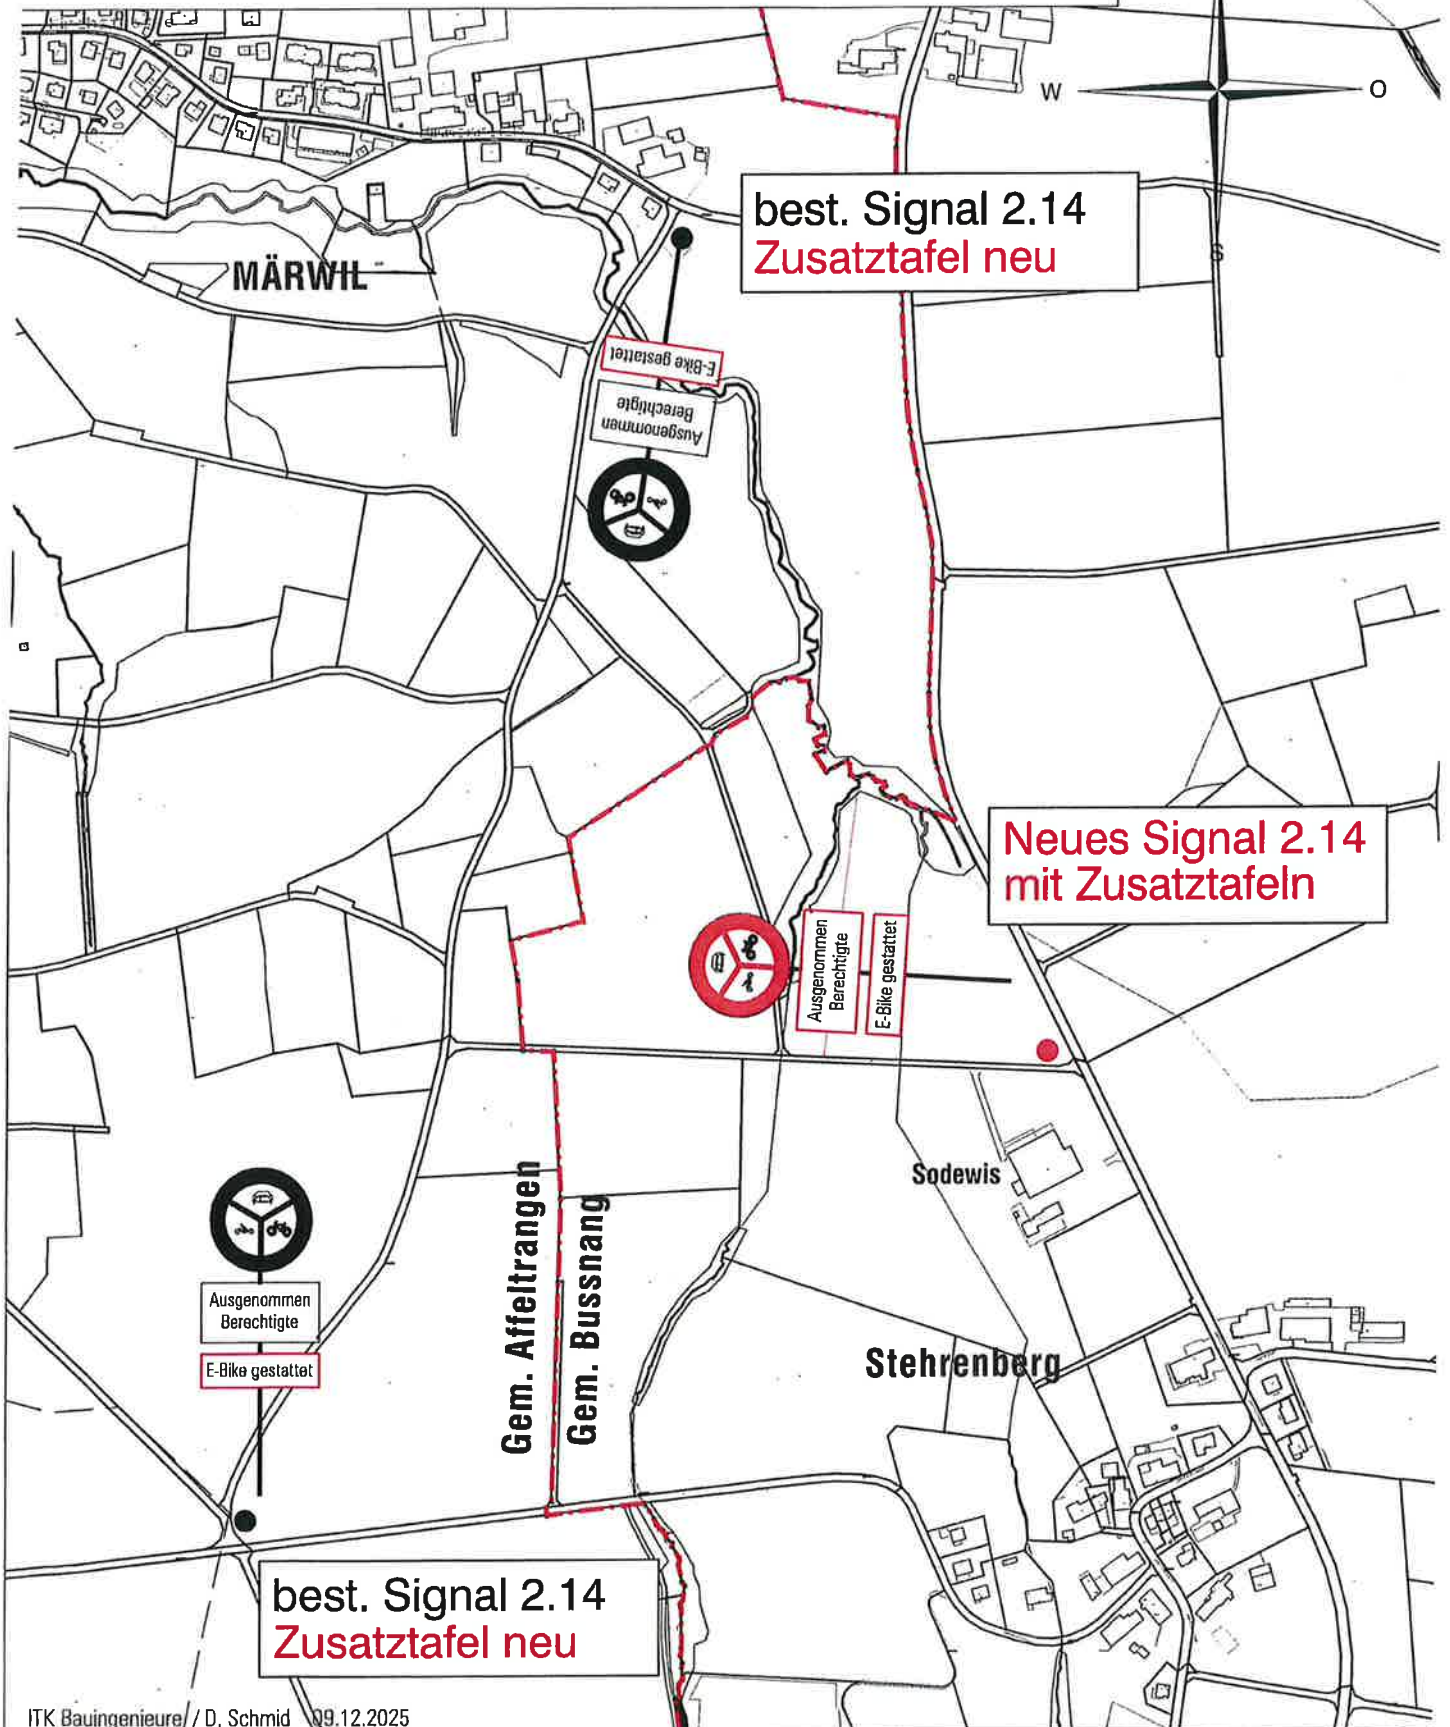 W
O
S
best. Signal 2.14
Zusatztafel neu
MÄRWIL
E-Bike gestattet
Ausgenommen
Berechtigte
Neues Signal 2.14
mit Zusatztafeln
Ausgenommen
Berechtigte
E-Bike gestattet
Sodewis
Gem. Affeltrangen
Gem. Bussnang
Ausgenommen
Berechtigte
E-Bike gestattet
Stehrenberg
best. Signal 2.14
Zusatztafel neu
ITK Bauingenieure / D. Schmid 09.12.2025